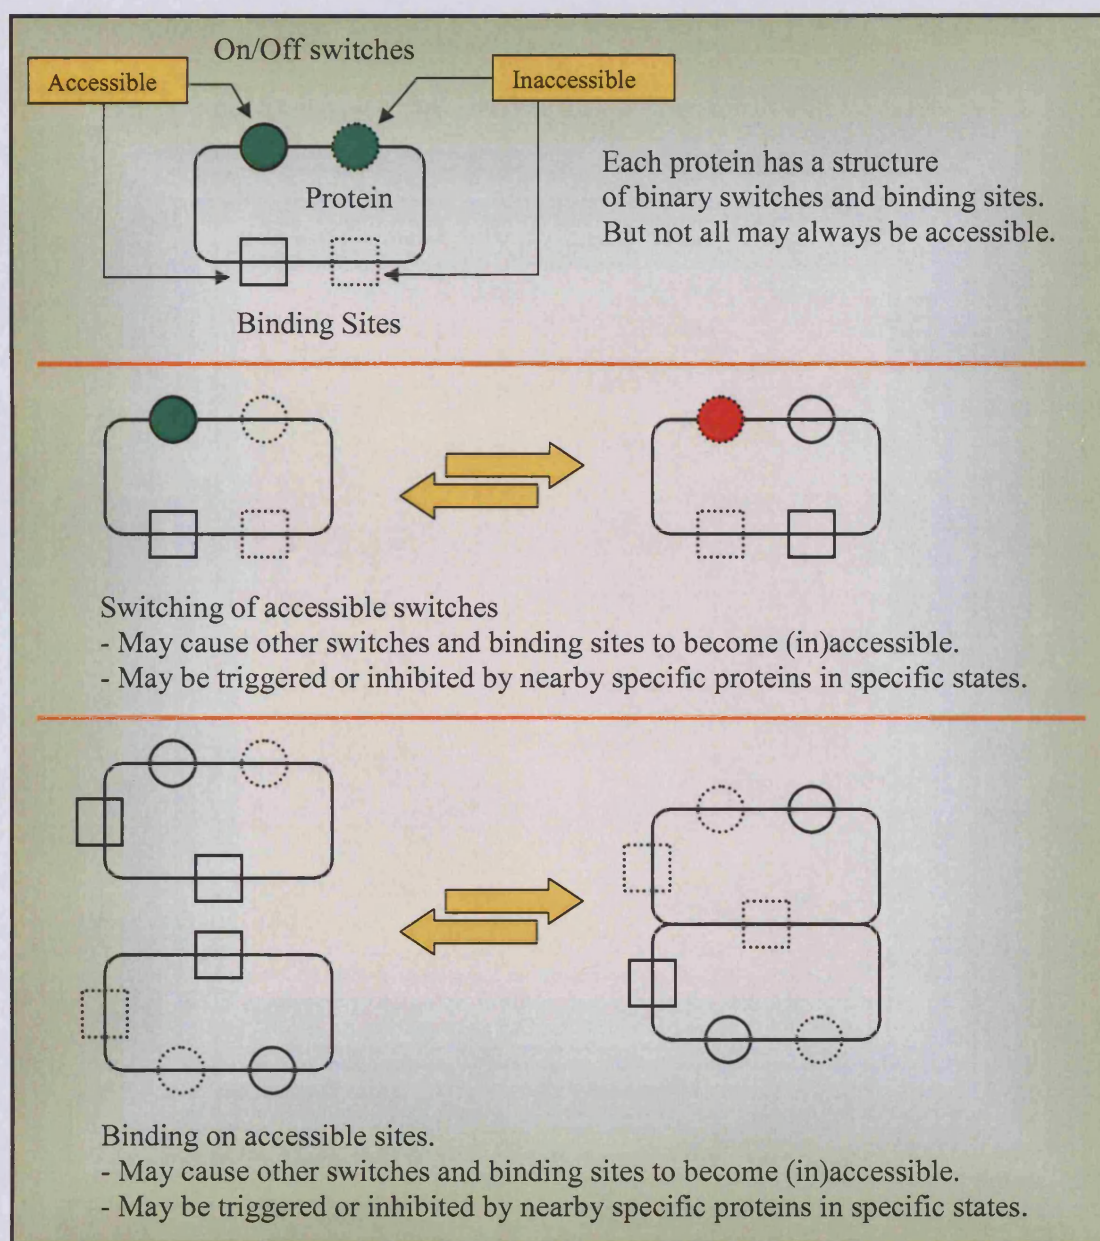 On/Off switches
Accessible
Inaccessible
Protein
Each protein has a structure
of binary switches and binding sites.
But not all may always be accessible.
Binding Sites
Switching of accessible switches
- May cause other switches and binding sites to become (in)accessible.
- May be triggered or inhibited by nearby specific proteins in specific states.
Binding on accessible sites.
- May cause other switches and binding sites to become (in)accessible.
- May be triggered or inhibited by nearby specific proteins in specific states.